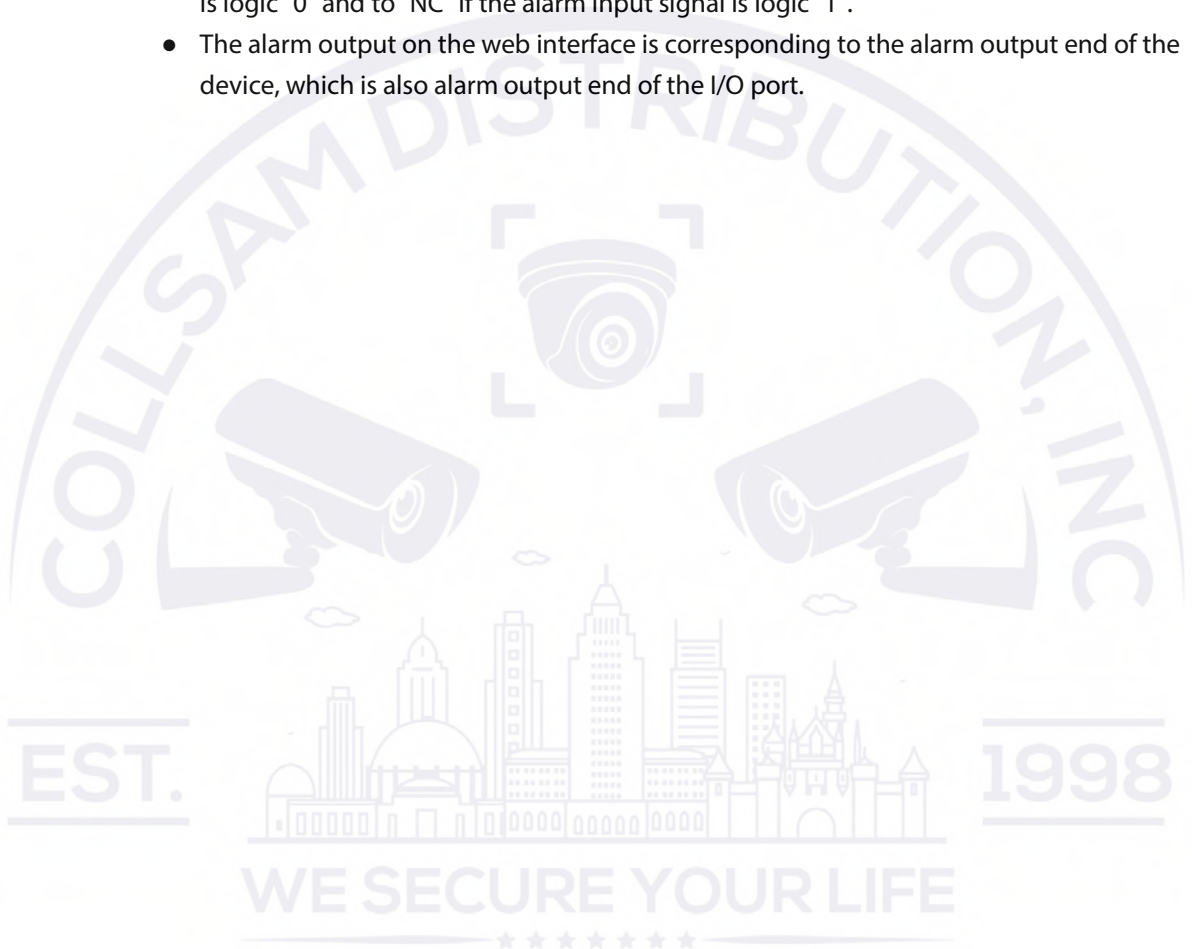 is logic "0" and to "NC" if the alarm input signal is logic "1".
● The alarm output on the web interface is corresponding to the alarm output end of the
device, which is also alarm output end of the I/O port.
COLLSAM DISTRIBUTION, INC
EST.
1998
WE SECURE YOUR LIFE